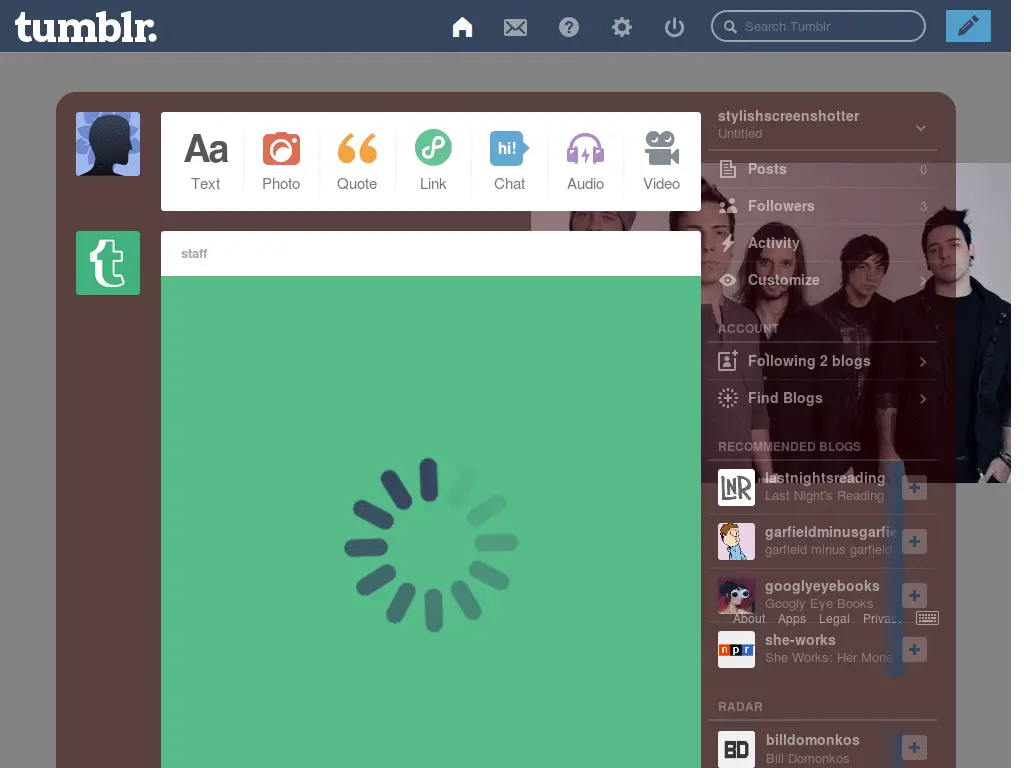 tumblr.
Search Tumblr
Aa
Text
Photo
Quote
Link
hi!
Chat
Audio
Video
stylishscreenshotter
Untitled
Posts 0
Followers 3
Activity
Customize
ACCOUNT
Following 2 blogs
Find Blogs
RECOMMENDED BLOGS
LNR
lastnightsreading
Last Night's Reading
garfieldminusgarfie
garfield minus garfield
googlyeyebooks
Googly Eye Books
About Apps Legal Privac
npr
she-works
She Works: Her Mone
RADAR
BD
billdomonkos
Bill Domonkos
t
staff